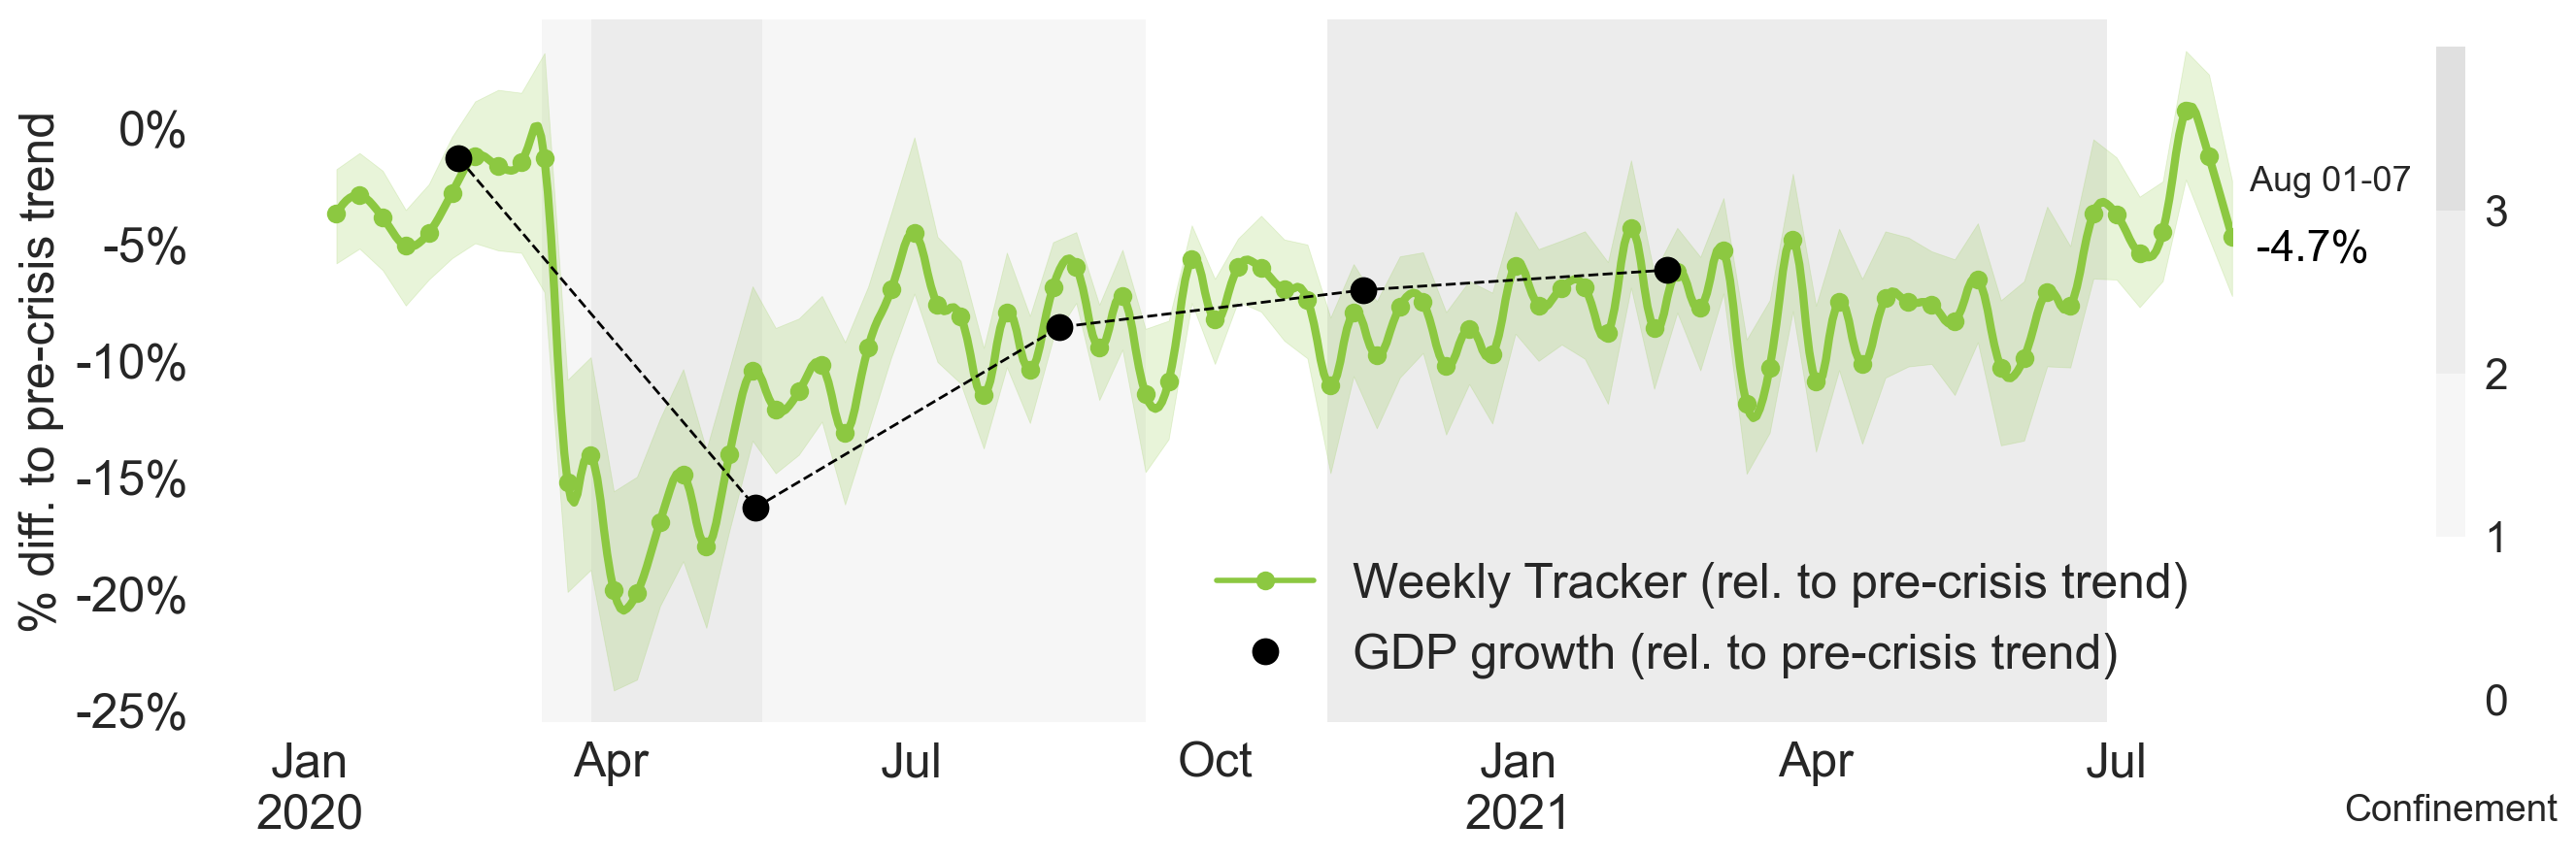 % diff. to pre-crisis trend
0%
-5%
-10%
-15%
-20%
-25%
Jan
2020
Apr
Jul
Oct
Jan
2021
Apr
Jul
Weekly Tracker (rel. to pre-crisis trend)
GDP growth (rel. to pre-crisis trend)
Aug 01-07
-4.7%
3
2
1
0
Confinement